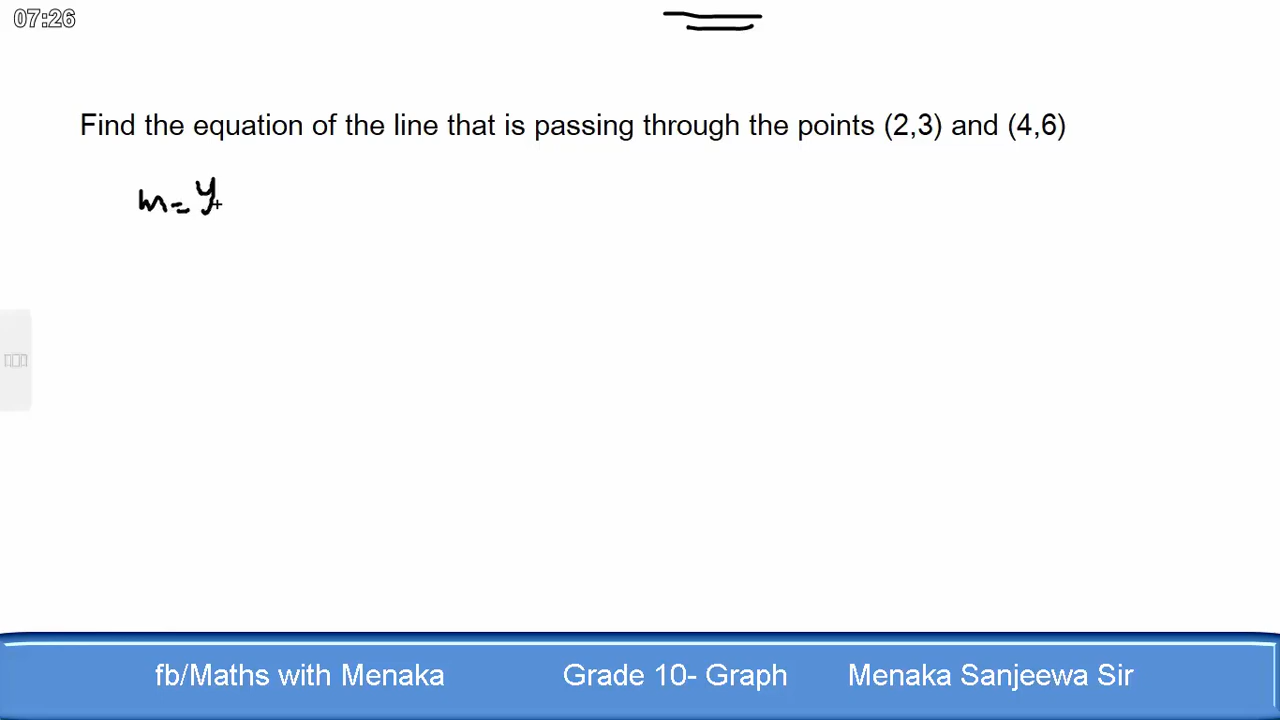 07:26
Find the equation of the line that is passing through the points (2,3) and (4,6)
m = y
fb/Maths with Menaka Grade 10- Graph Menaka Sanjeewa Sir